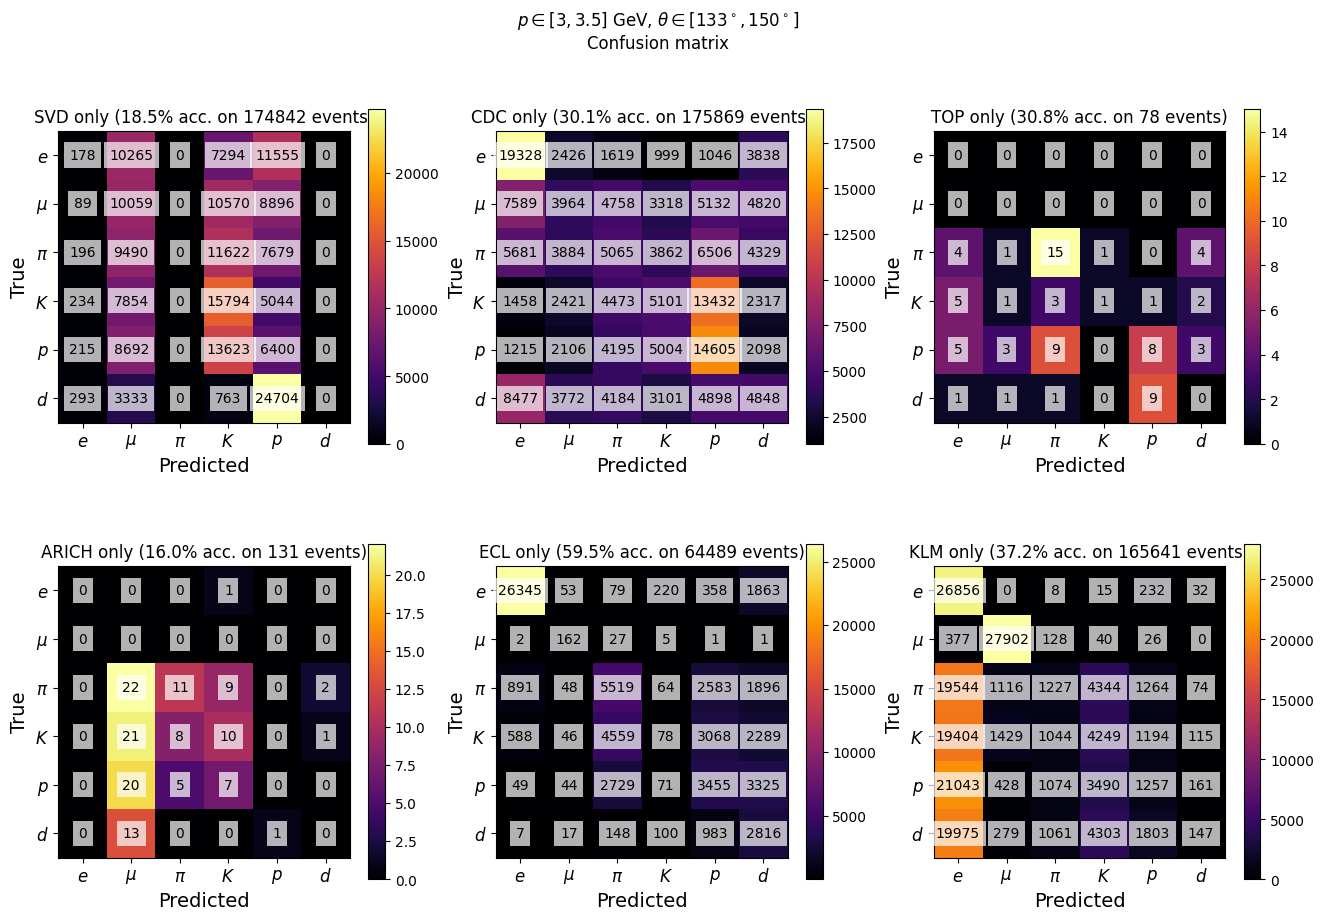 p ∈ [3, 3.5] GeV, θ ∈ [133°, 150°]
Confusion matrix
SVD only (18.5% acc. on 174842 events
True
e 178 10265 0 7294 11555 0
μ 89 10059 0 10570 8896 0
π 196 9490 0 11622 7679 0
K 234 7854 0 15794 5044 0
p 215 8692 0 13623 6400 0
d 293 3333 0 763 24704 0
e μ π K p d
Predicted
20000
15000
10000
5000
0
CDC only (30.1% acc. on 175869 events
True
e 19328 2426 1619 999 1046 3838
μ 7589 3964 4758 3318 5132 4820
π 5681 3884 5065 3862 6506 4329
K 1458 2421 4473 5101 13432 2317
p 1215 2106 4195 5004 14605 2098
d 8477 3772 4184 3101 4898 4848
e μ π K p d
Predicted
17500
15000
12500
10000
7500
5000
2500
TOP only (30.8% acc. on 78 events)
True
e 0 0 0 0 0 0
μ 0 0 0 0 0 0
π 4 1 15 1 0 4
K 5 1 3 1 1 2
p 5 3 9 0 8 3
d 1 1 1 0 9 0
e μ π K p d
Predicted
14
12
10
8
6
4
2
0
ARICH only (16.0% acc. on 131 events)
True
e 0 0 0 1 0 0
μ 0 0 0 0 0 0
π 0 22 11 9 0 2
K 0 21 8 10 0 1
p 0 20 5 7 0 0
d 0 13 0 0 1 0
e μ π K p d
Predicted
20.0
17.5
15.0
12.5
10.0
7.5
5.0
2.5
0.0
ECL only (59.5% acc. on 64489 events)
True
e 26345 53 79 220 358 1863
μ 2 162 27 5 1 1
π 891 48 5519 64 2583 1896
K 588 46 4559 78 3068 2289
p 49 44 2729 71 3455 3325
d 7 17 148 100 983 2816
e μ π K p d
Predicted
25000
20000
15000
10000
5000
KLM only (37.2% acc. on 165641 events
True
e 26856 0 8 15 232 32
μ 377 27902 128 40 26 0
π 19544 1116 1227 4344 1264 74
K 19404 1429 1044 4249 1194 115
p 21043 428 1074 3490 1257 161
d 19975 279 1061 4303 1803 147
e μ π K p d
Predicted
25000
20000
15000
10000
5000
0